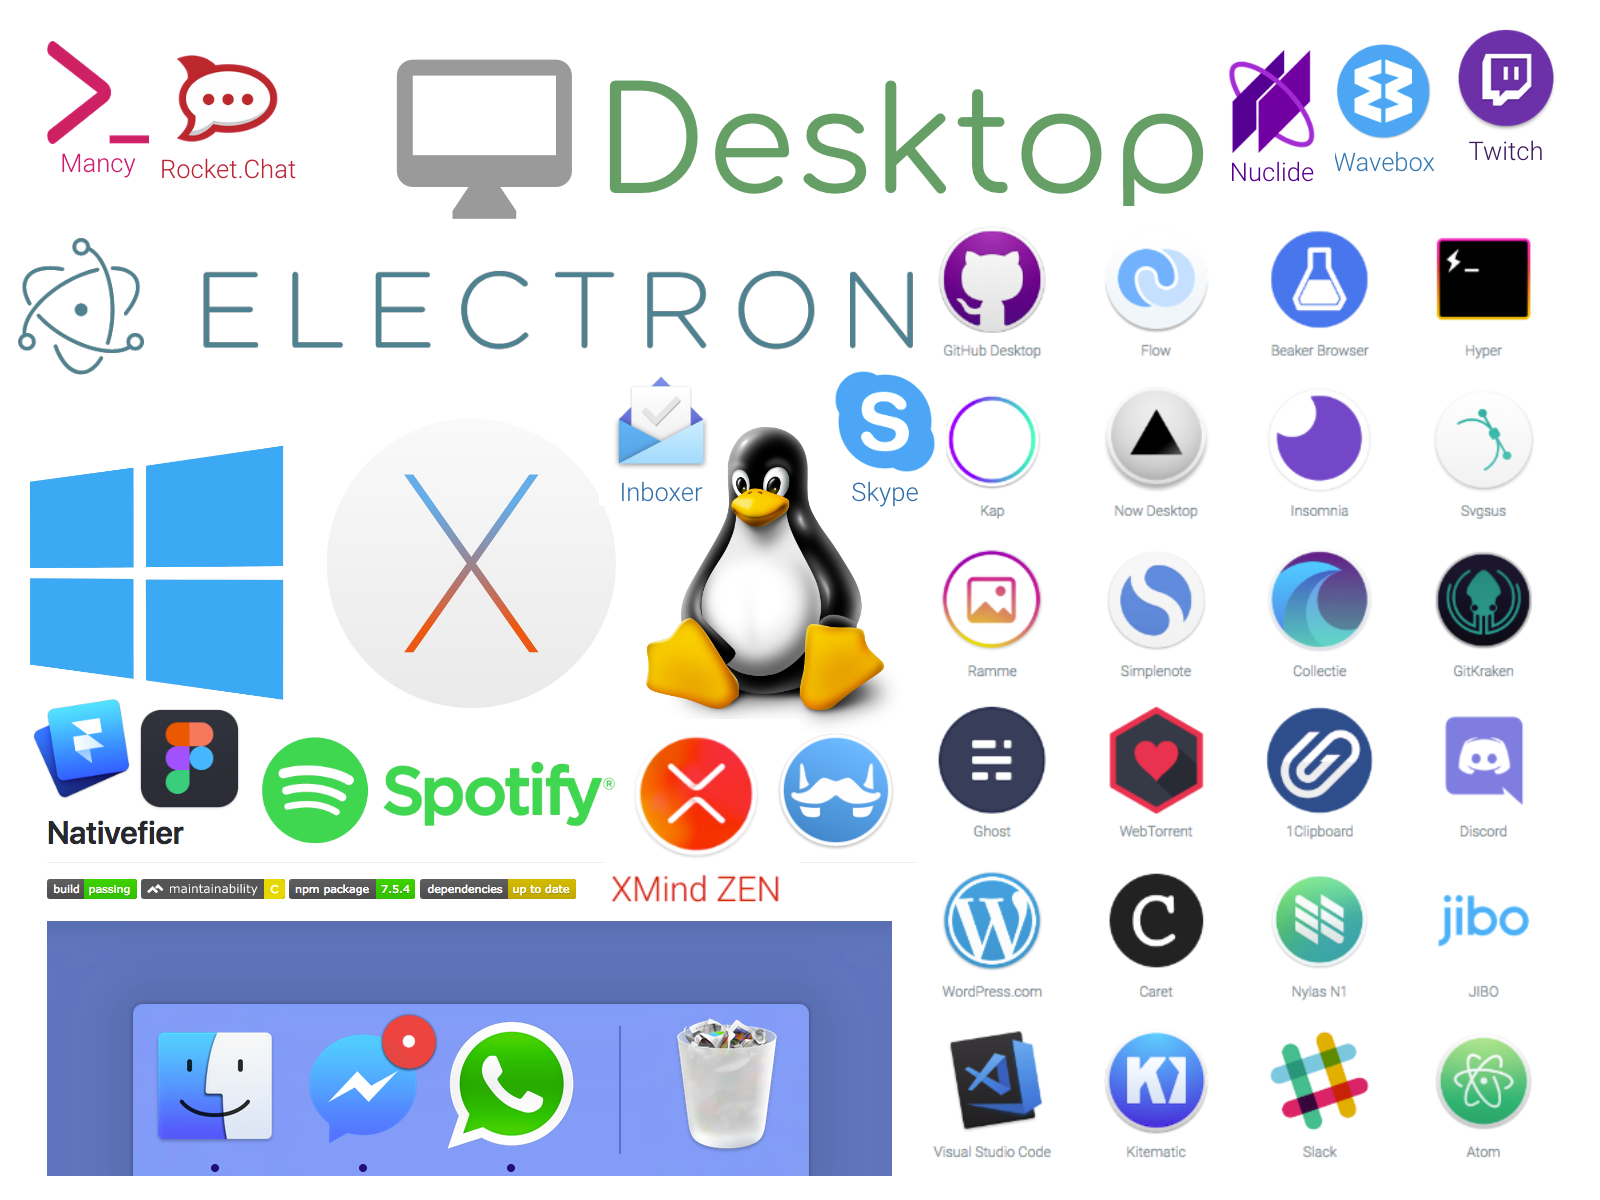 Mancy
Rocket.Chat
Desktop
Nuclide
Wavebox
Twitch
ELECTRON
GitHub Desktop
Flow
Beaker Browser
Hyper
Inboxer
S
Skype
Kap
Now Desktop
Insomnia
Svgsus
X
Ramme
Simplenote
Collectie
GitKraken
Spotify®
Nativefier
XMind ZEN
build passing
maintainability C
npm package 7.5.4
dependencies up to date
Ghost
WebTorrent
1Clipboard
Discord
W
C
jibo
WordPress.com
Caret
Nylas N1
JIBO
K
Visual Studio Code
Kitematic
Slack
Atom